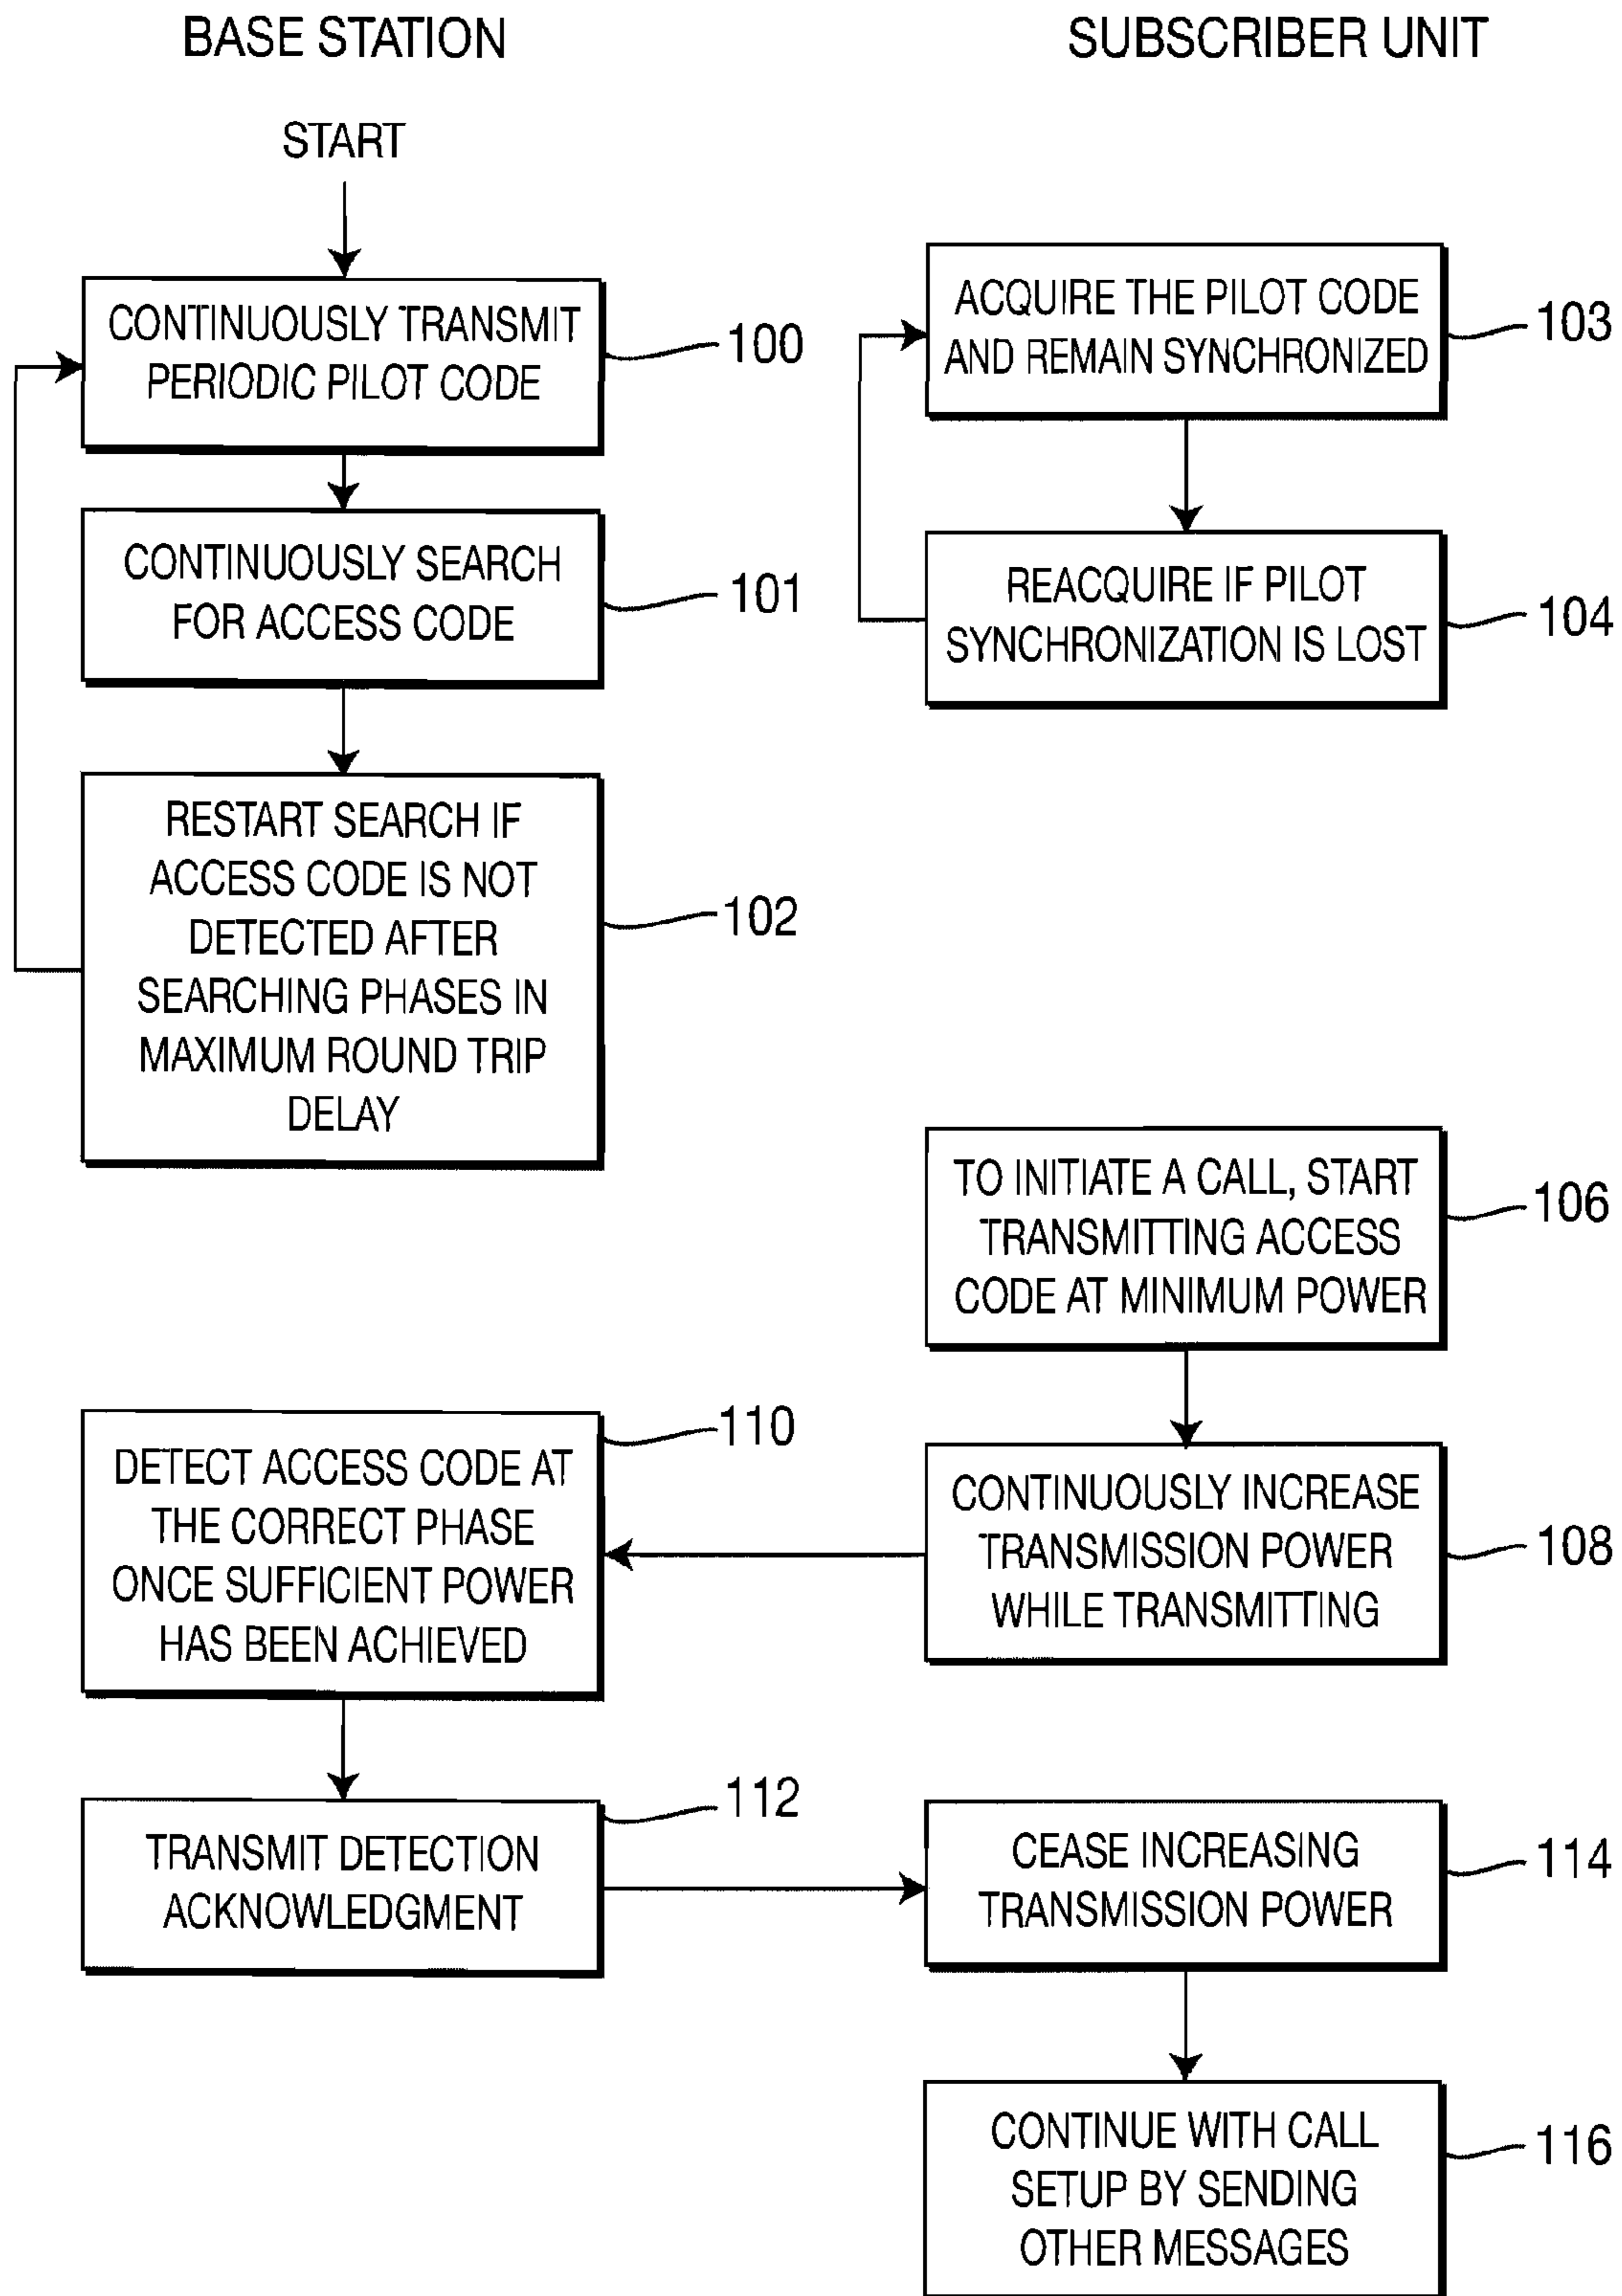 BASE STATION
SUBSCRIBER UNIT
START
CONTINUOUSLY TRANSMIT
PERIODIC PILOT CODE
100
ACQUIRE THE PILOT CODE
AND REMAIN SYNCHRONIZED
103
CONTINUOUSLY SEARCH
FOR ACCESS CODE
101
REACQUIRE IF PILOT
SYNCHRONIZATION IS LOST
104
RESTART SEARCH IF
ACCESS CODE IS NOT
DETECTED AFTER
SEARCHING PHASES IN
MAXIMUM ROUND TRIP
DELAY
102
TO INITIATE A CALL, START
TRANSMITTING ACCESS
CODE AT MINIMUM POWER
106
DETECT ACCESS CODE AT
THE CORRECT PHASE
ONCE SUFFICIENT POWER
HAS BEEN ACHIEVED
110
CONTINUOUSLY INCREASE
TRANSMISSION POWER
WHILE TRANSMITTING
108
TRANSMIT DETECTION
ACKNOWLEDGMENT
112
CEASE INCREASING
TRANSMISSION POWER
114
CONTINUE WITH CALL
SETUP BY SENDING
OTHER MESSAGES
116